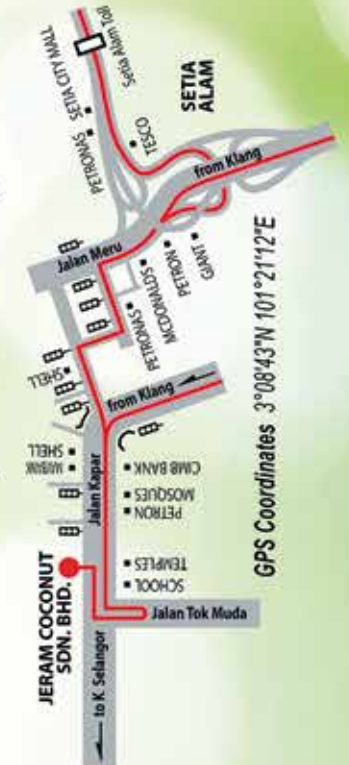 JERAM COCONUT
SDN. BHD.
to K Selangor
Jalan Kapar
Jalan Tok Muda
SCHOOL
TEMPLES
PETRON
MOSQUES
CIMB BANK
MAIBANK
SHELL
from Klang
SHELL
PETRONAS
MCDONALDS
PETRON
GIANT
Jalan Meru
from Klang
PETRONAS
SETIA CITY MALL
TESCO
Setia Alam Toll
SETIA
ALAM
GPS Coordinates 3°08'43"N 101°21'12"E